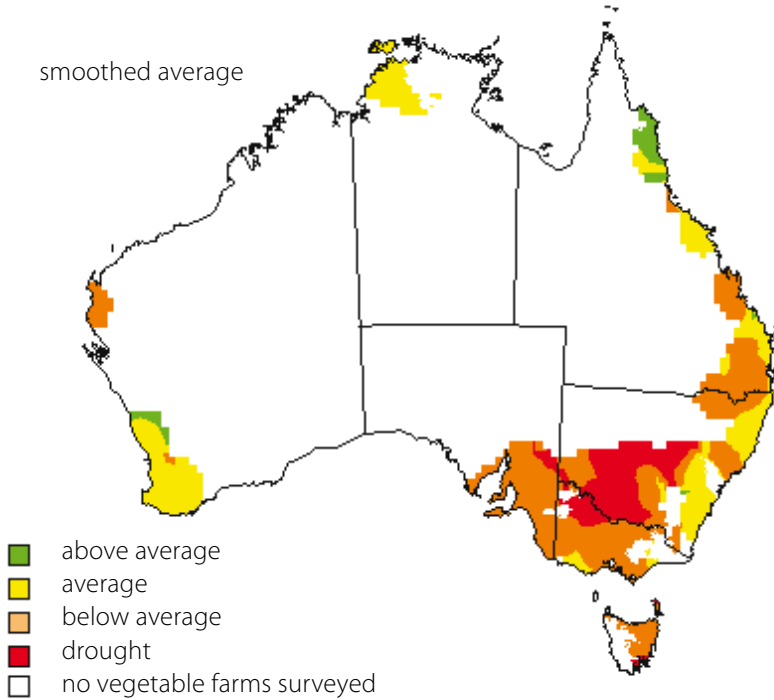 smoothed average
above average
average
below average
drought
no vegetable farms surveyed